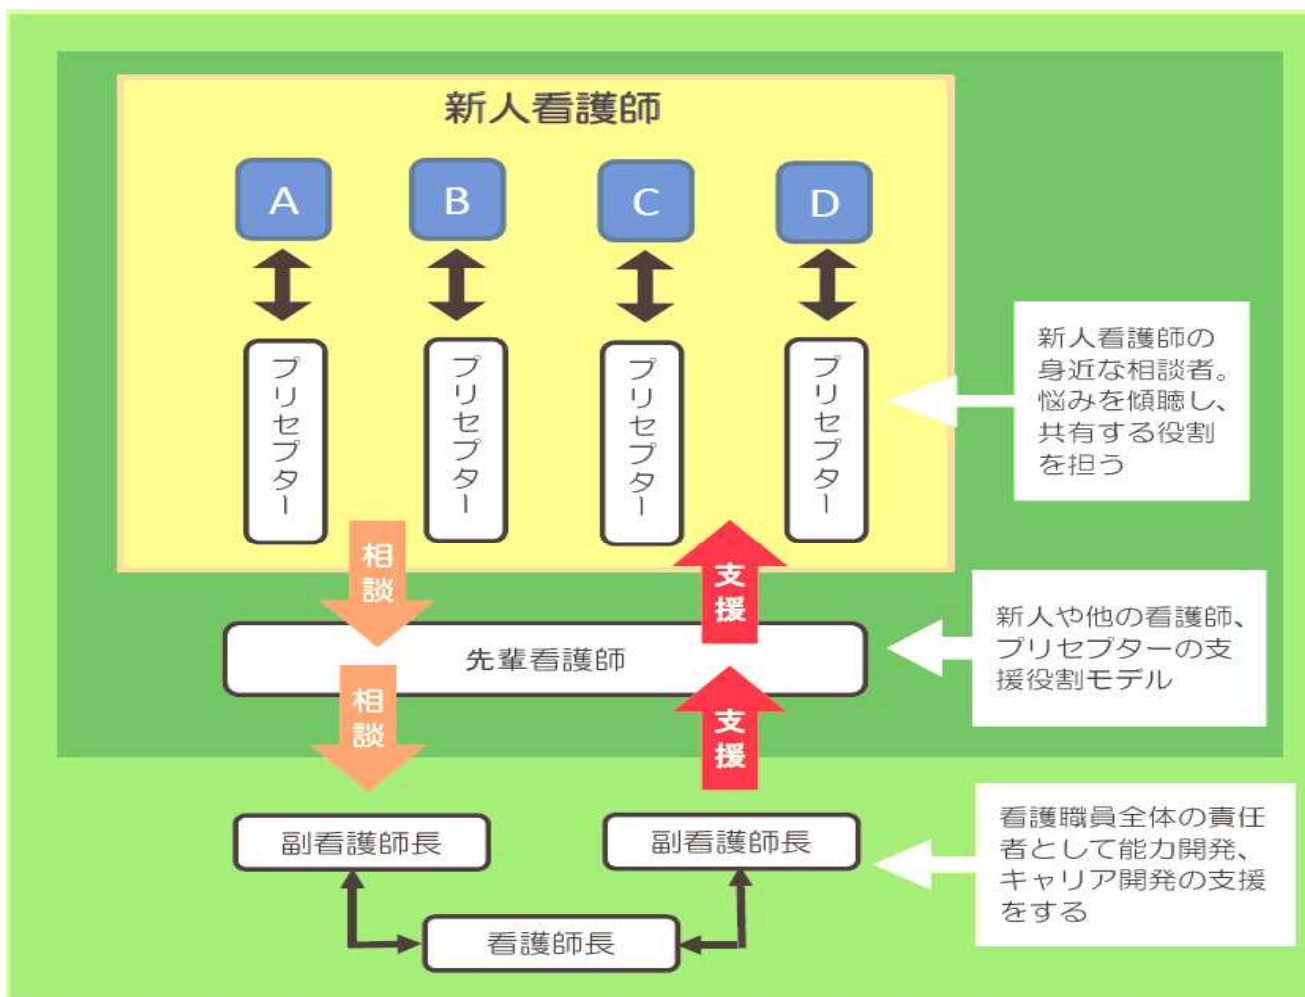 新人看護師
A
B
C
D
プリセプター
プリセプター
プリセプター
プリセプター
新人看護師の
身近な相談者。
悩みを傾聴し、
共有する役割
を担う
相談
支援
先輩看護師
新人や他の看護師、
プリセプターの支
援役割モデル
相談
支援
副看護師長
副看護師長
看護師長
看護職員全体の責任
者として能力開発、
キャリア開発の支援
をする